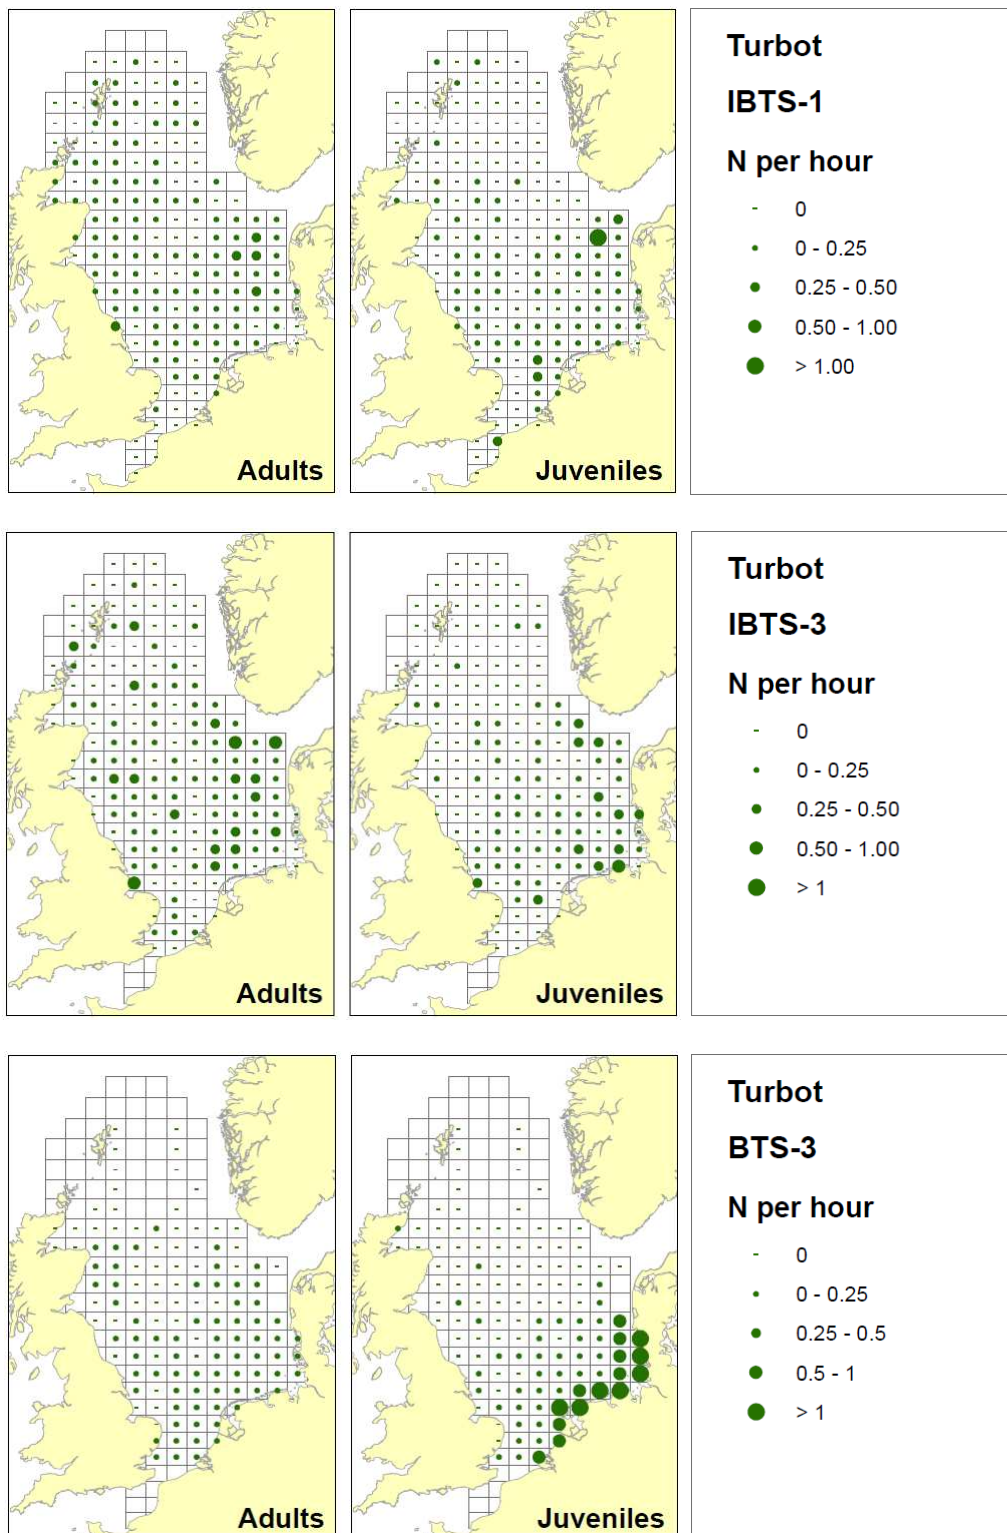 Turbot
IBTS-1
N per hour
- 0
0 - 0.25
0.25 - 0.50
0.50 - 1.00
> 1.00
Adults
Juveniles
Turbot
IBTS-3
N per hour
- 0
0 - 0.25
0.25 - 0.50
0.50 - 1.00
> 1
Adults
Juveniles
Turbot
BTS-3
N per hour
- 0
0 - 0.25
0.25 - 0.5
0.5 - 1
> 1
Adults
Juveniles